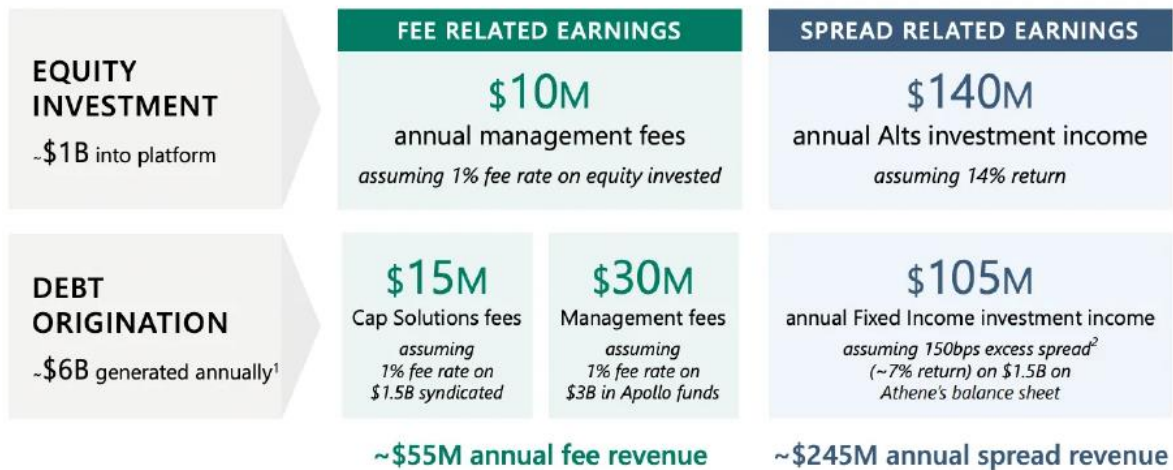 FEE RELATED EARNINGS
SPREAD RELATED EARNINGS
EQUITY
INVESTMENT
~$1B into platform
$10M
annual management fees
assuming 1% fee rate on equity invested
$140M
annual Alts investment income
assuming 14% return
DEBT
ORIGINATION
~$6B generated annually¹
$15M
Cap Solutions fees
assuming
1% fee rate on
$1.5B syndicated
$30M
Management fees
assuming
1% fee rate on
$3B in Apollo funds
$105M
annual Fixed Income investment income
assuming 150bps excess spread²
(~7% return) on $1.5B on
Athene's balance sheet
~$55M annual fee revenue
~$245M annual spread revenue